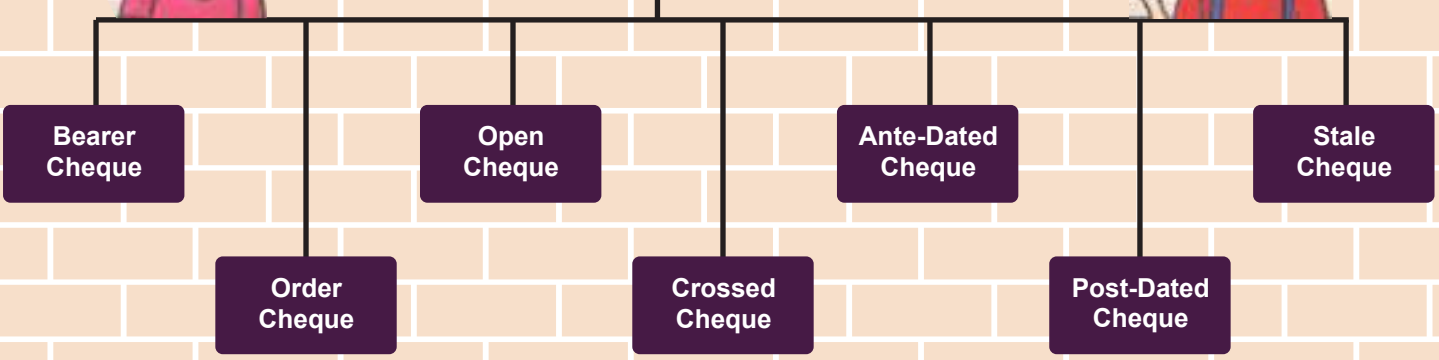 Bearer
Cheque
Open
Cheque
Ante-Dated
Cheque
Stale
Cheque
Order
Cheque
Crossed
Cheque
Post-Dated
Cheque